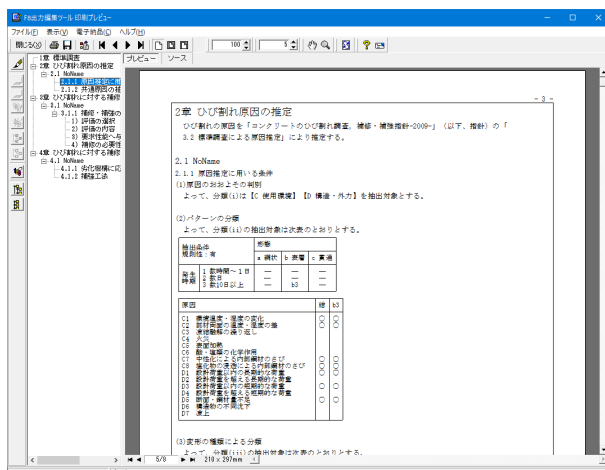 F8出力編集ツール 印刷プレビュー
ファイル(F) 表示(V) 電子納品(C) ヘルプ(H)
閉じる(X)
100
5
プレビュー ソース
1章 標準調査
2章 ひび割れ原因の推定
2.1 NoName
2.1.1 原因推定に用
2.1.2 共通原因の抽
3章 ひび割れに対する補修
3.1 NoName
3.1.1 補修・補強の
1) 評価の選択
2) 評価の内容
3) 要求性能へ与
4) 補修の必要性
4章 ひび割れに対する補修
4.1 NoName
4.1.1 劣化機構に応
4.1.2 補強工法
- 3 -
2章 ひび割れ原因の推定
ひび割れの原因を「コンクリートのひび割れ調査, 補修・補強指針-2009-」(以下、指針)の「
3.2 標準調査による原因推定」により推定する。
2.1 NoName
2.1.1 原因推定に用いる条件
(1)原因のおおよその判別
よって、分類(i)は【C 使用環境】【D 構造・外力】を抽出対象とする。
(2)パターンの分類
よって、分類(ii)の抽出対象は次表のとおりとする。
抽出条件
規則性：有
形態
a 網状 b 表層 c 貫通
発生時期
1 数時間～1日 — — —
2 数日 — — —
3 数10日以上 — b3 —
原因 b3
C1 環境温度・湿度の変化 ○ ○
C2 部材両面の温度・湿度の差 ○ ○
C3 凍結融解の繰り返し
C4 火災
C5 表面加熱
C6 酸・塩類の化学作用
C7 中性化による内部鋼材のさび ○ ○
C8 塩化物の浸透による内部鋼材のさび ○ ○
D1 設計荷重以内の長期的な荷重 ○ ○
D2 設計荷重を超える長期的な荷重
D3 設計荷重以内の短期的な荷重 ○ ○
D4 設計荷重を超える短期的な荷重
D5 断面・鋼材量不足 ○ ○
D6 構造物の不同沈下
D7 凍上
(3)変形の種類による分類
よって、分類(iii)の抽出対象は次表のとおりとする。
5/8 210 x 297mm